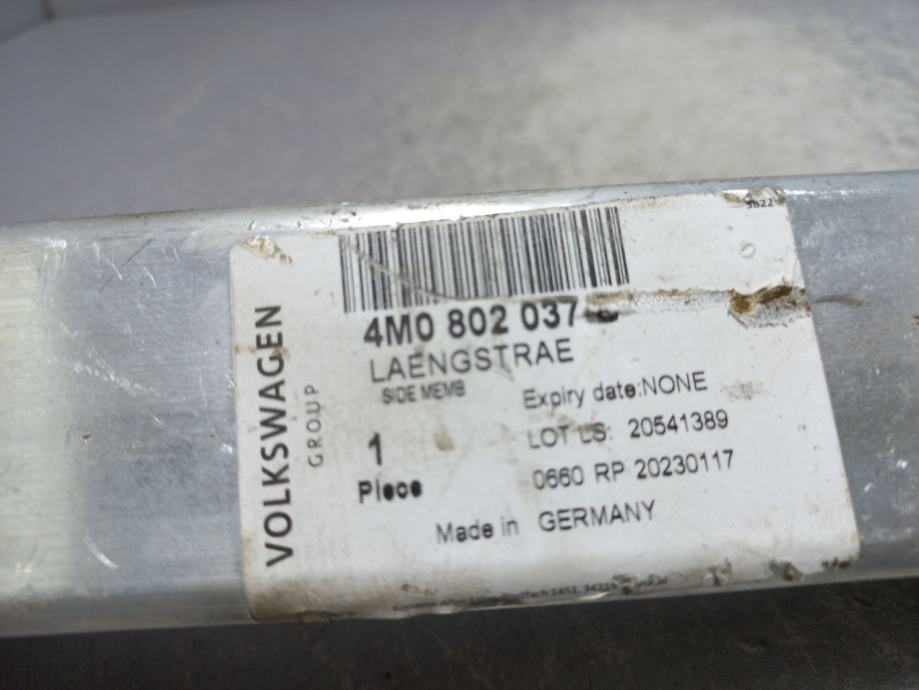 3822
VOLKSWAGEN
GROUP
4M0 802 037
LAENGSTRAE
SIDE MEMB
Expiry date:NONE
1
Piece
LOT LS: 20541389
0660 RP 20230117
Made in GERMANY